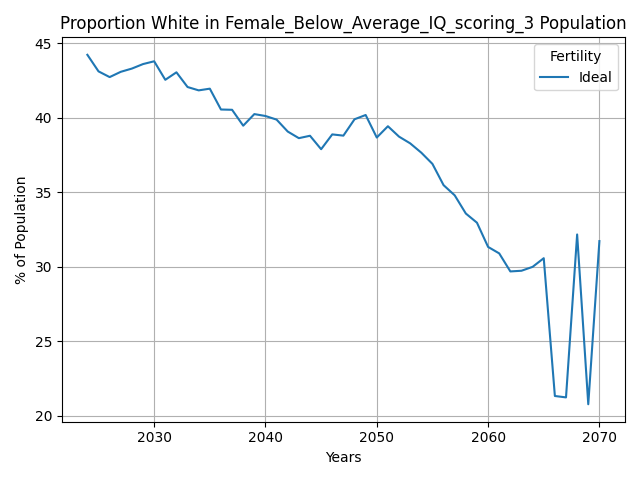 Proportion White in Female_Below_Average_IQ_scoring_3 Population
45
40
35
30
25
20
% of Population
Fertility
Ideal
2030 2040 2050 2060 2070
Years